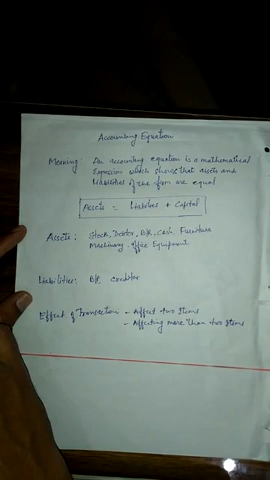 Accounting Equation
Meaning: An accounting equation is a mathematical
Expression which shows that assets and
Liabilities of the firm are equal
Assets = Liabilities + Capital
Assets: Stock, Debtor, B/R, Cash, Furniture
Machinery, office Equipment
Liabilities: B/P,
Effect of Transection - Affect two Items
- Affecting more than two Items